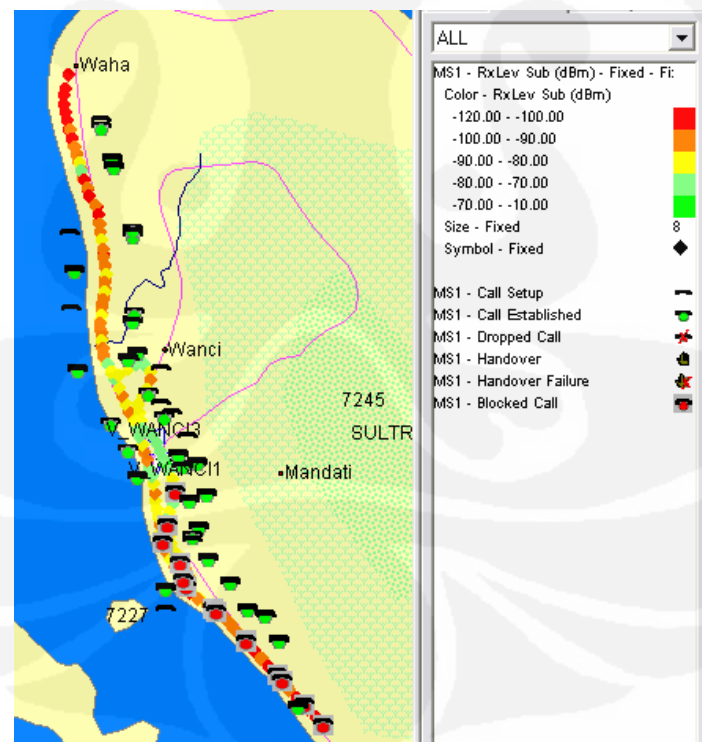 Waha
Wanci
7245
V_WANCI3
SULTR
V_WANCI1
Mandati
7227
ALL
MS1 - RxLev Sub (dBm) - Fixed - Fi:
Color - RxLev Sub (dBm)
-120.00 - -100.00
-100.00 - -90.00
-90.00 - -80.00
-80.00 - -70.00
-70.00 - -10.00
Size - Fixed 8
Symbol - Fixed
MS1 - Call Setup
MS1 - Call Established
MS1 - Dropped Call
MS1 - Handover
MS1 - Handover Failure
MS1 - Blocked Call